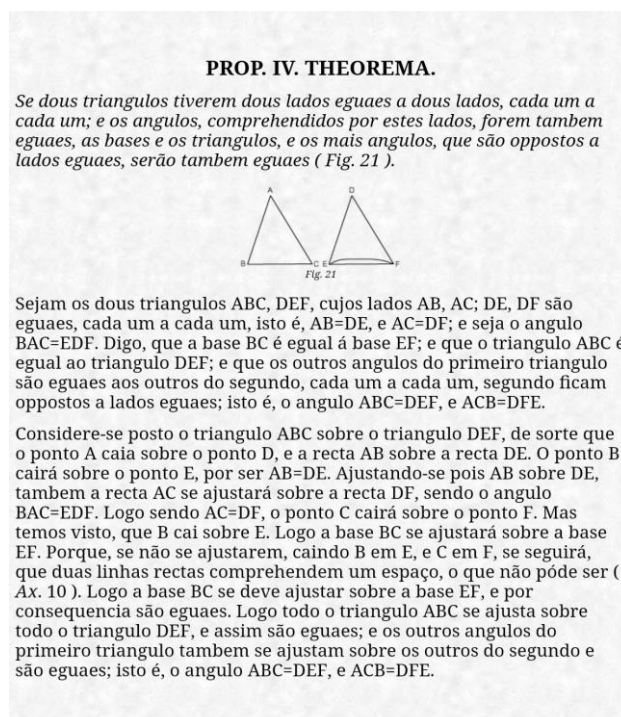 PROP. IV. THEOREMA.
Se dous triangulos tiverem dous lados eguaes a dous lados, cada um a
cada um; e os angulos, comprehendidos por estes lados, forem tambem
eguaes, as bases e os triangulos, e os mais angulos, que são oppostos a
lados eguaes, serão tambem eguaes ( Fig. 21 ).
A
D
B
C
E
F
Fig. 21
Sejam os dous triangulos ABC, DEF, cujos lados AB, AC; DE, DF são
eguaes, cada um a cada um, isto é, AB=DE, e AC=DF; e seja o angulo
BAC=EDF. Digo, que a base BC é egual á base EF; e que o triangulo ABC é
egual ao triangulo DEF; e que os outros angulos do primeiro triangulo
são eguaes aos outros do segundo, cada um a cada um, segundo ficam
oppostos a lados eguaes; isto é, o angulo ABC=DEF, e ACB=DFE.
Considere-se posto o triangulo ABC sobre o triangulo DEF, de sorte que
o ponto A caia sobre o ponto D, e a recta AB sobre a recta DE. O ponto B
cairá sobre o ponto E, por ser AB=DE. Ajustando-se pois AB sobre DE,
tambem a recta AC se ajustará sobre a recta DF, sendo o angulo
BAC=EDF. Logo sendo AC=DF, o ponto C cairá sobre o ponto F. Mas
temos visto, que B cai sobre E. Logo a base BC se ajustará sobre a base
EF. Porque, se não se ajustarem, caindo B em E, e C em F, se seguirá,
que duas linhas rectas comprehendem um espaço, o que não póde ser (
Ax. 10 ). Logo a base BC se deve ajustar sobre a base EF, e por
consequencia são eguaes. Logo todo o triangulo ABC se ajusta sobre
todo o triangulo DEF, e assim são eguaes; e os outros angulos do
primeiro triangulo tambem se ajustam sobre os outros do segundo e
são eguaes; isto é, o angulo ABC=DEF, e ACB=DFE.